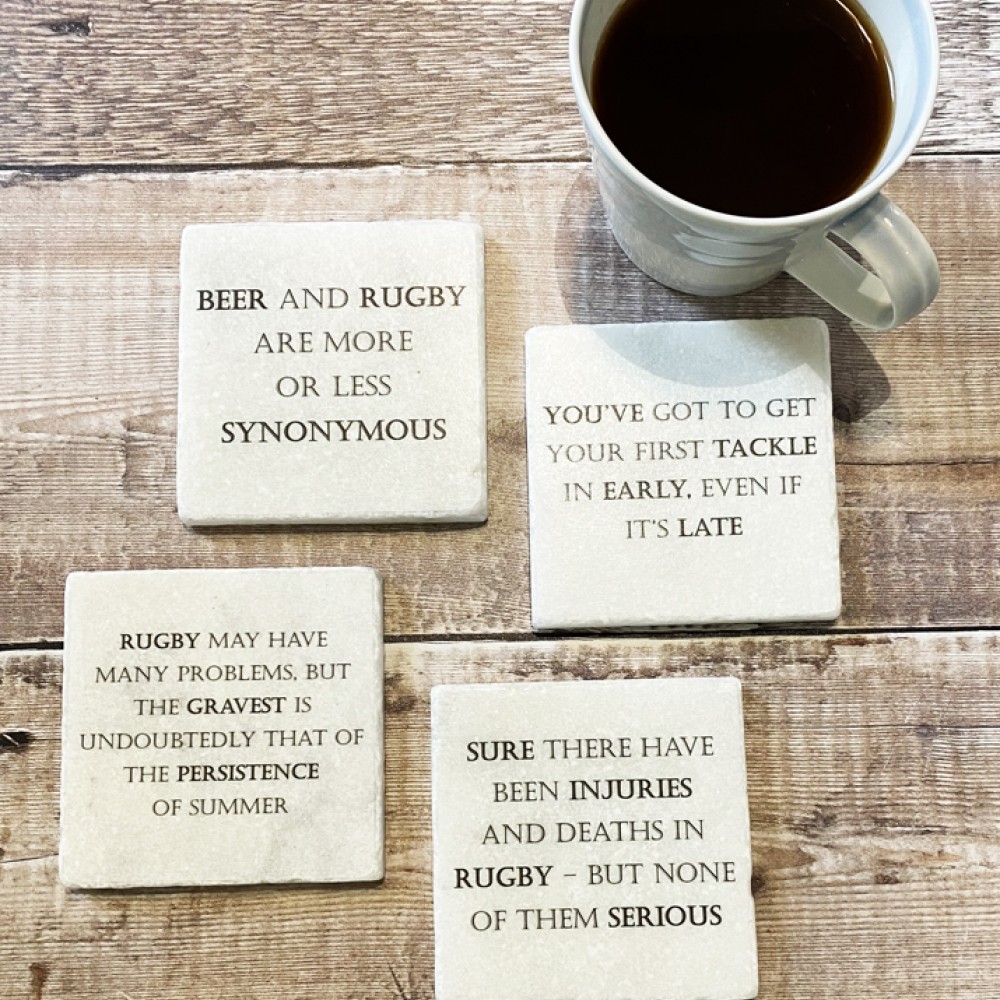 BEER AND RUGBY
ARE MORE
OR LESS
SYNONYMOUS
YOU'VE GOT TO GET
YOUR FIRST TACKLE
IN EARLY, EVEN IF
IT'S LATE
RUGBY MAY HAVE
MANY PROBLEMS, BUT
THE GRAVEST IS
UNDOUBTEDLY THAT OF
THE PERSISTENCE
OF SUMMER
SURE THERE HAVE
BEEN INJURIES
AND DEATHS IN
RUGBY – BUT NONE
OF THEM SERIOUS